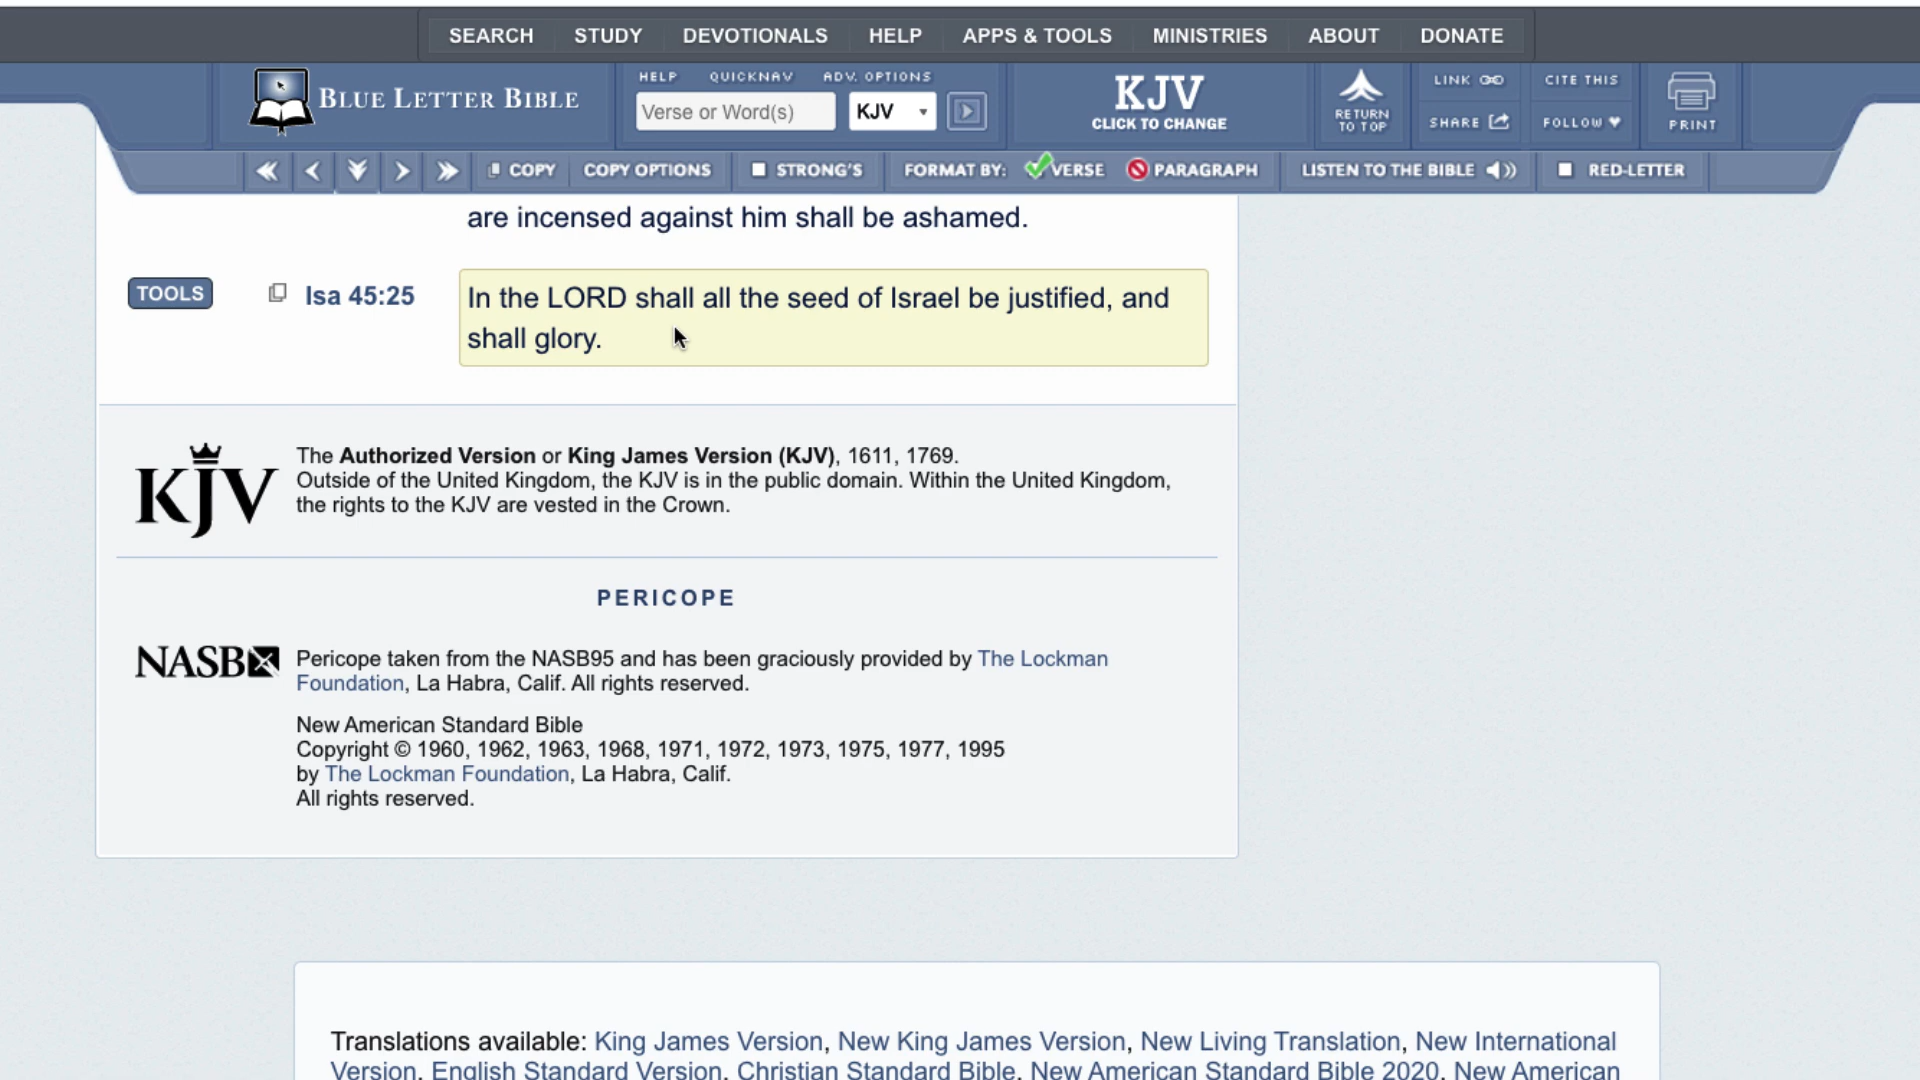 SEARCH STUDY DEVOTIONALS HELP APPS & TOOLS MINISTRIES ABOUT DONATE
BLUE LETTER BIBLE
HELP QUICKNAV ADV. OPTIONS
Verse or Word(s) KJV
KJV
CLICK TO CHANGE
RETURN
TO TOP
LINK CITE THIS
SHARE FOLLOW
PRINT
COPY COPY OPTIONS STRONG'S FORMAT BY: VERSE PARAGRAPH LISTEN TO THE BIBLE RED-LETTER
are incensed against him shall be ashamed.
TOOLS Isa 45:25 In the LORD shall all the seed of Israel be justified, and
shall glory.
KJV
The Authorized Version or King James Version (KJV), 1611, 1769.
Outside of the United Kingdom, the KJV is in the public domain. Within the United Kingdom,
the rights to the KJV are vested in the Crown.
PERICOPE
NASB
Pericope taken from the NASB95 and has been graciously provided by The Lockman
Foundation, La Habra, Calif. All rights reserved.
New American Standard Bible
Copyright © 1960, 1962, 1963, 1968, 1971, 1972, 1973, 1975, 1977, 1995
by The Lockman Foundation, La Habra, Calif.
All rights reserved.
Translations available: King James Version, New King James Version, New Living Translation, New International
Version, English Standard Version, Christian Standard Bible, New American Standard Bible 2020, New American